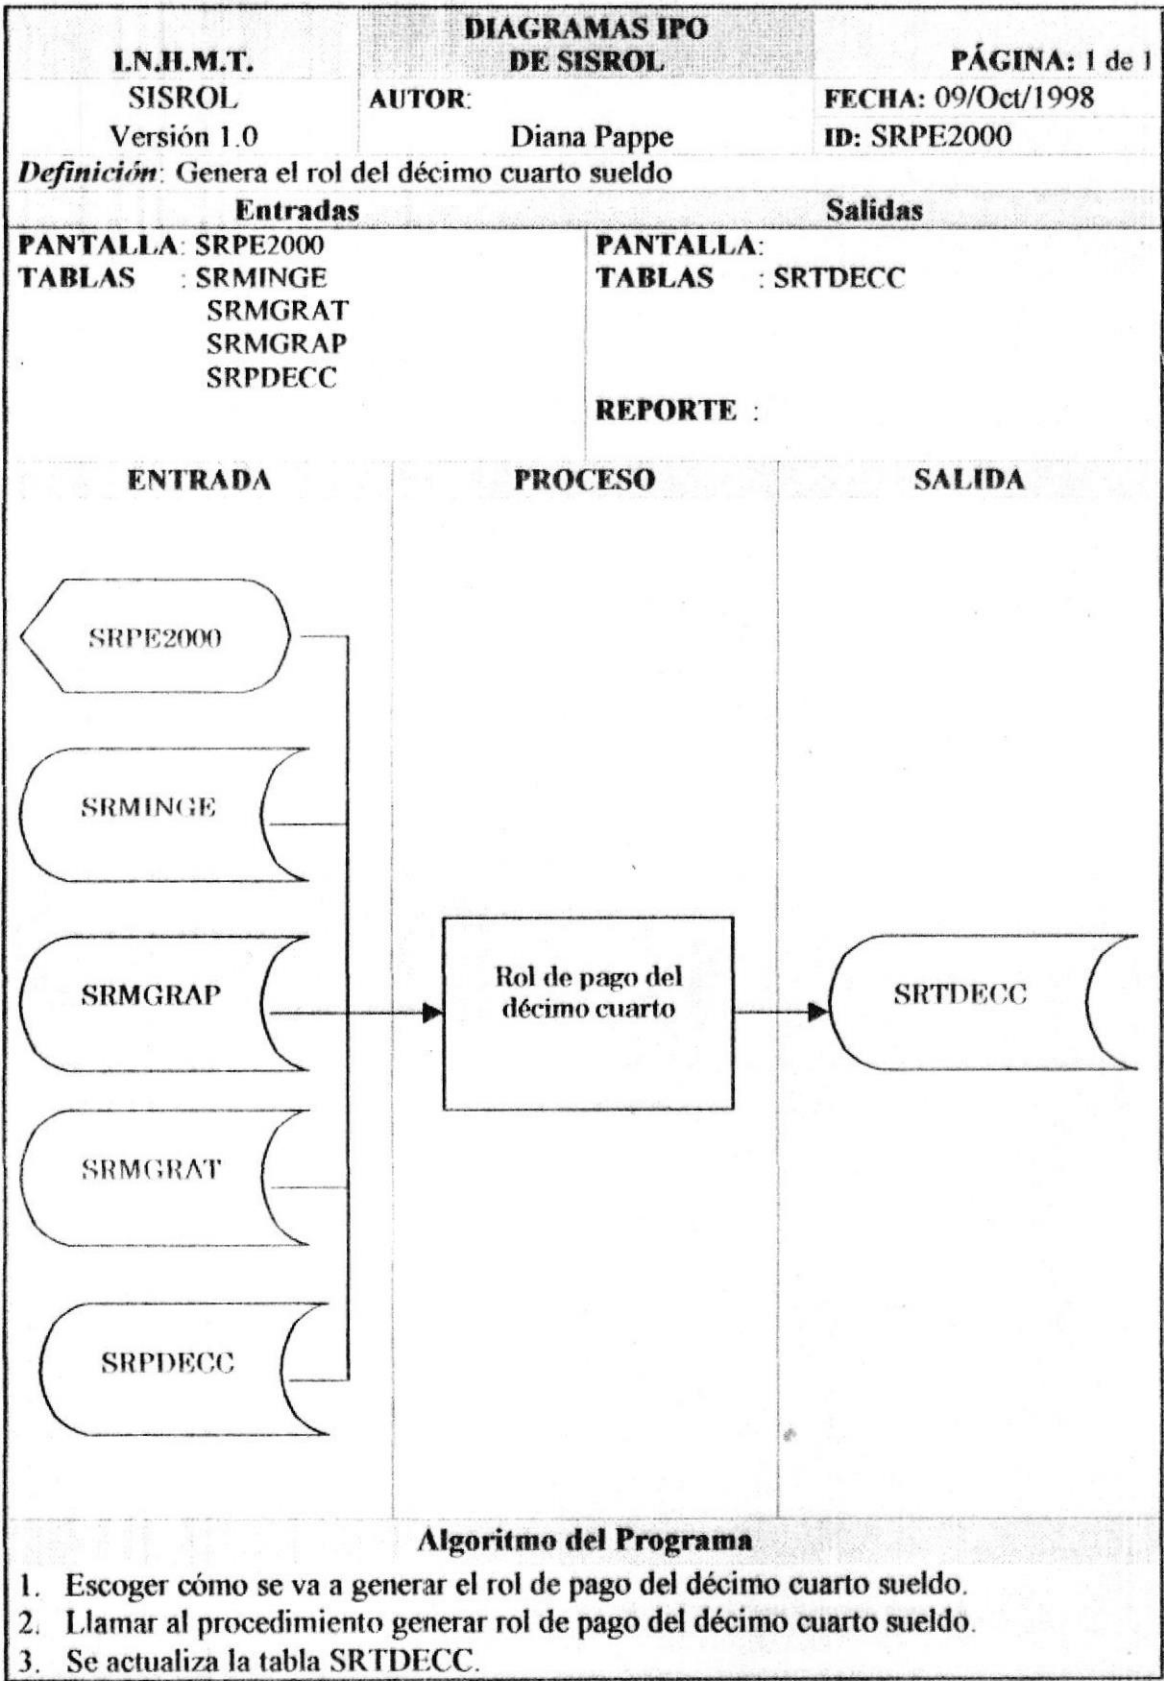 DIAGRAMAS IPO
I.N.H.M.T. DE SISROL PÁGINA: 1 de 1
SISROL AUTOR: FECHA: 09/Oct/1998
Versión 1.0 Diana Pappe ID: SRPE2000
Definición: Genera el rol del décimo cuarto sueldo
Entradas Salidas
PANTALLA: SRPE2000 PANTALLA:
TABLAS : SRMINGE TABLAS : SRTDECC
SRMGRAT
SRMGRAP
SRPDECC
REPORTE :
ENTRADA PROCESO SALIDA
SRPE2000
SRMINGE
SRMGRAP
Rol de pago del
décimo cuarto
SRTDECC
SRMGRAT
SRPDECC
Algoritmo del Programa
1. Escoger cómo se va a generar el rol de pago del décimo cuarto sueldo.
2. Llamar al procedimiento generar rol de pago del décimo cuarto sueldo.
3. Se actualiza la tabla SRTDECC.